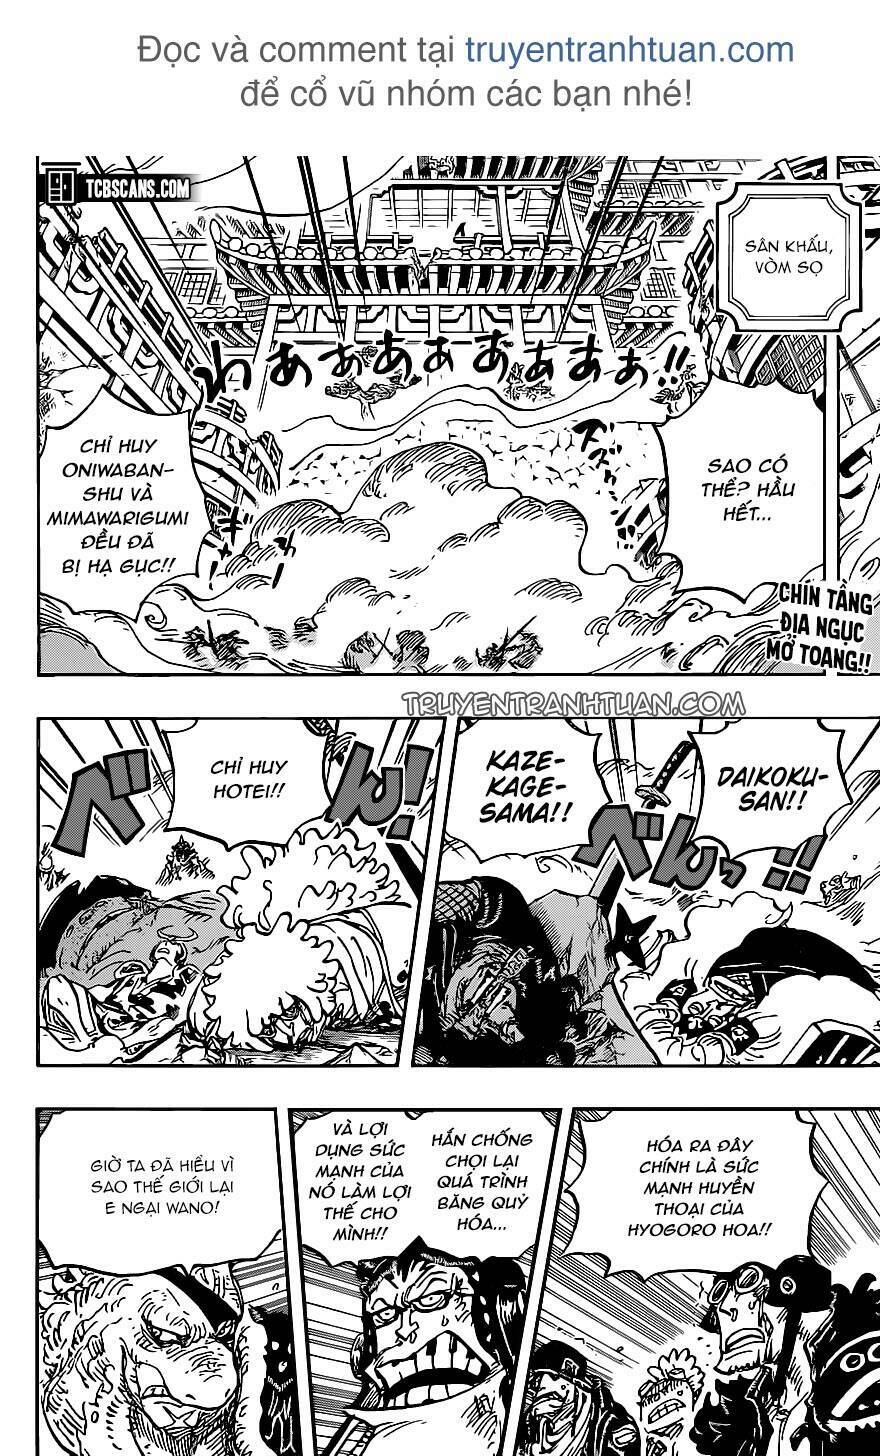 Đọc và comment tại truyentranhtuan.com
để cổ vũ nhóm các bạn nhé!
TCBSCANS.COM
SÂN KHẤU,
VÒM SỌ
わぁぁぁぁぁぁぁぁ!!
SAO CÓ
THỂ? HẦU
HẾT...
CHỈ HUY
ONIWABAN-
SHU VÀ
MIMAWARIGUMI
ĐỀU ĐÃ
BỊ HẠ GỤC!!
CHÍN TẦNG
ĐỊA NGỤC
MỞ TOANG!!
TRUYENTRANHTUAN.COM
DAIKOKU-
SAN!!
KAZE-
KAGE-
SAMA!!
べんっ!!
CHỈ HUY
HOTEI!!
べん!
HÓA RA ĐÂY
CHÍNH LÀ SỨC
MẠNH HUYỀN
THOẠI CỦA
HYOGORO HOA!!
HẮN CHỐNG
CHỌI LẠI
QUÁ TRÌNH
BĂNG QUỶ
HÓA...
VÀ LỢI
DỤNG SỨC
MẠNH CỦA
NÓ LÀM LỢI
THẾ CHO
MÌNH!!
GIỜ TA ĐÃ HIỂU VÌ
SAO THẾ GIỚI LẠI
E NGẠI WANO!